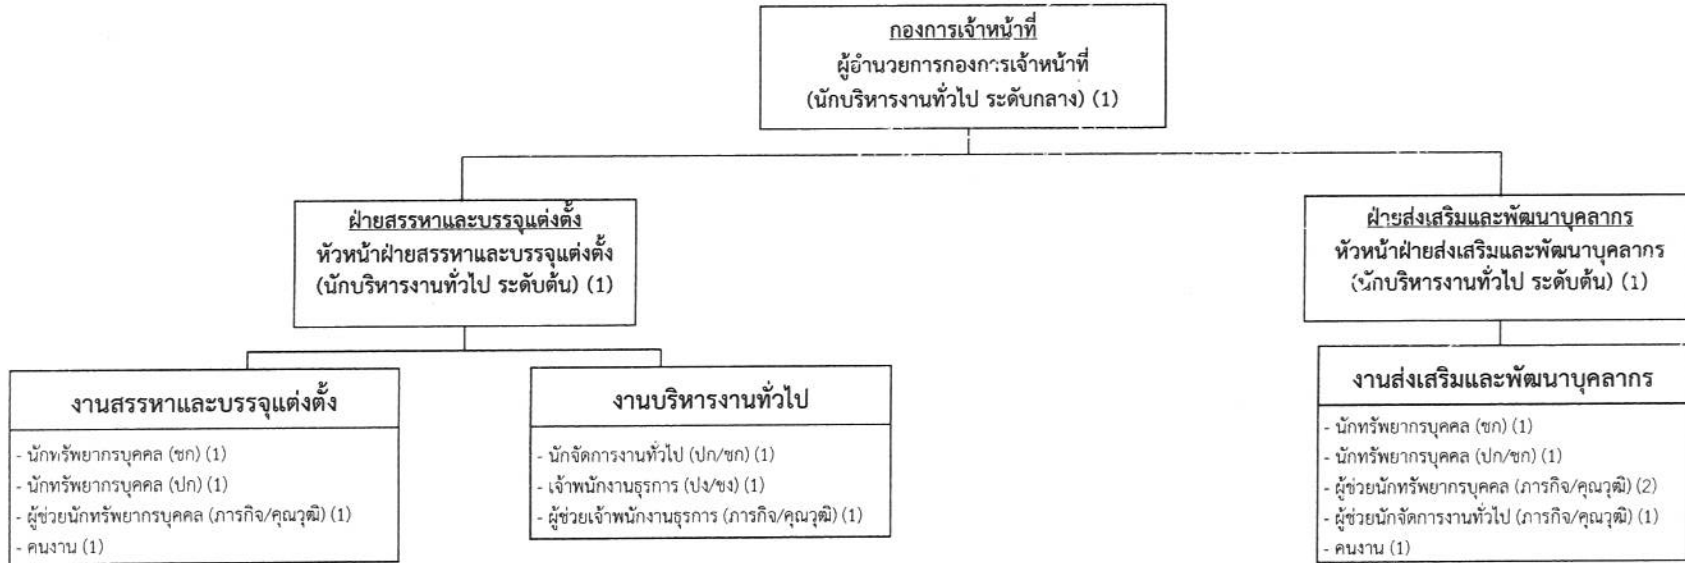 กองการเจ้าหน้าที่
ผู้อำนวยการกองการเจ้าหน้าที่
(นักบริหารงานทั่วไป ระดับกลาง) (1)
ฝ่ายสรรหาและบรรจุแต่งตั้ง
หัวหน้าฝ่ายสรรหาและบรรจุแต่งตั้ง
(นักบริหารงานทั่วไป ระดับต้น) (1)
ฝ่ายส่งเสริมและพัฒนาบุคลากร
หัวหน้าฝ่ายส่งเสริมและพัฒนาบุคลากร
(นักบริหารงานทั่วไป ระดับต้น) (1)
งานสรรหาและบรรจุแต่งตั้ง
- นักทรัพยากรบุคคล (ชก) (1)
- นักทรัพยากรบุคคล (ปก) (1)
- ผู้ช่วยนักทรัพยากรบุคคล (ภารกิจ/คุณวุฒิ) (1)
- คนงาน (1)
งานบริหารงานทั่วไป
- นักจัดการงานทั่วไป (ปก/ชก) (1)
- เจ้าพนักงานธุรการ (ปง/ชง) (1)
- ผู้ช่วยเจ้าพนักงานธุรการ (ภารกิจ/คุณวุฒิ) (1)
งานส่งเสริมและพัฒนาบุคลากร
- นักทรัพยากรบุคคล (ชก) (1)
- นักทรัพยากรบุคคล (ปก/ชก) (1)
- ผู้ช่วยนักทรัพยากรบุคคล (ภารกิจ/คุณวุฒิ) (2)
- ผู้ช่วยนักจัดการงานทั่วไป (ภารกิจ/คุณวุฒิ) (1)
- คนงาน (1)